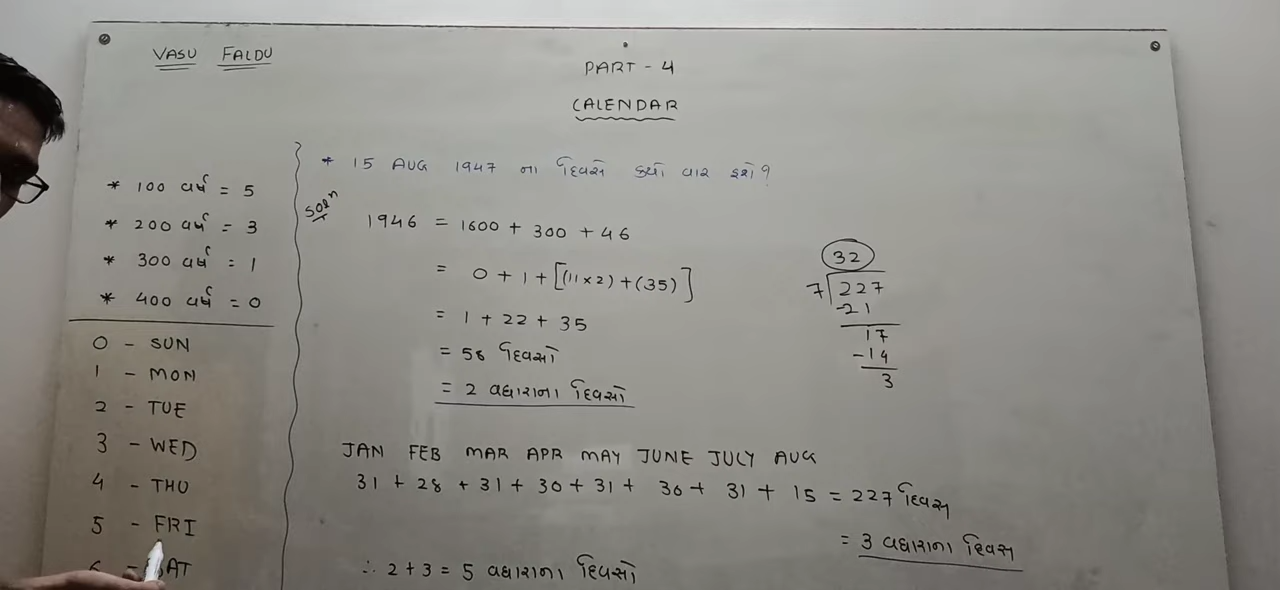 VASU FALDU
PART - 4
CALENDAR
* 100 વર્ષ = 5
* 200 વર્ષ = 3
* 300 વર્ષ = 1
* 400 વર્ષ = 0
0 - SUN
1 - MON
2 - TUE
3 - WED
4 - THU
5 - FRI
6 - SAT
* 15 AUG 1947 ના દિવસે કયો વાર હશે?
Solⁿ
1946 = 1600 + 300 + 46
= 0 + 1 + [(11 × 2) + (35)]
= 1 + 22 + 35
= 58 દિવસો
= 2 વધારાના દિવસો
32
7 227
-21
17
-14
3
JAN FEB MAR APR MAY JUNE JULY AUG
31 + 28 + 31 + 30 + 31 + 30 + 31 + 15 = 227 દિવસ
= 3 વધારાના દિવસ
∴ 2 + 3 = 5 વધારાના દિવસો